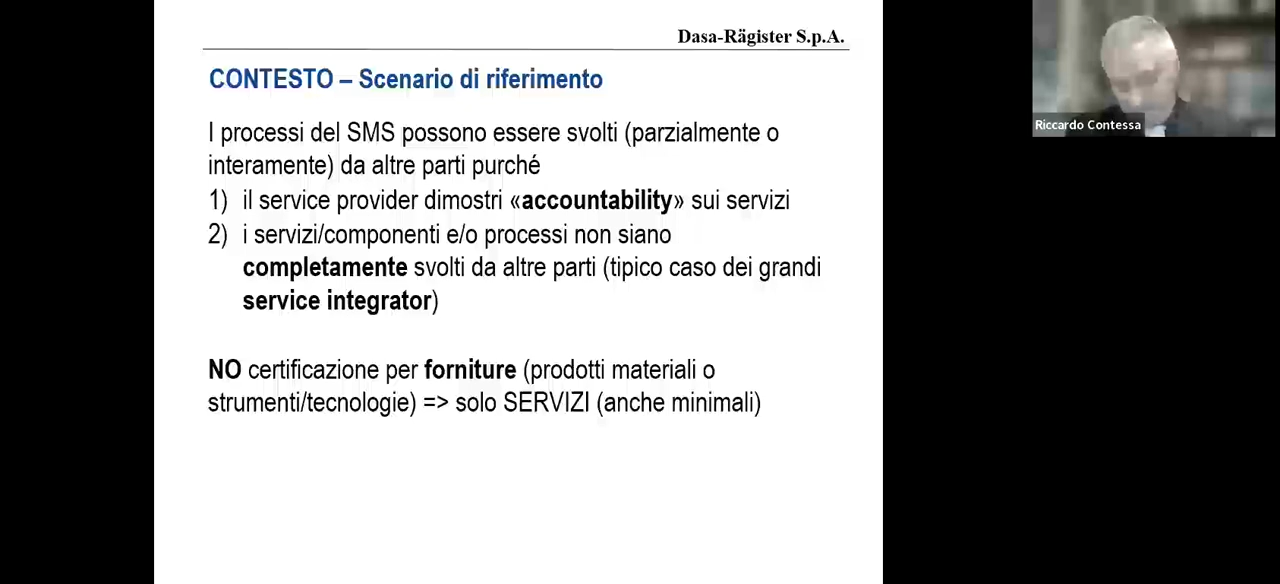 Dasa-Rägister S.p.A.
CONTESTO – Scenario di riferimento
I processi del SMS possono essere svolti (parzialmente o
interamente) da altre parti purché
1) il service provider dimostri «accountability» sui servizi
2) i servizi/componenti e/o processi non siano
completamente svolti da altre parti (tipico caso dei grandi
service integrator)
NO certificazione per forniture (prodotti materiali o
strumenti/tecnologie) => solo SERVIZI (anche minimali)
Riccardo Contessa